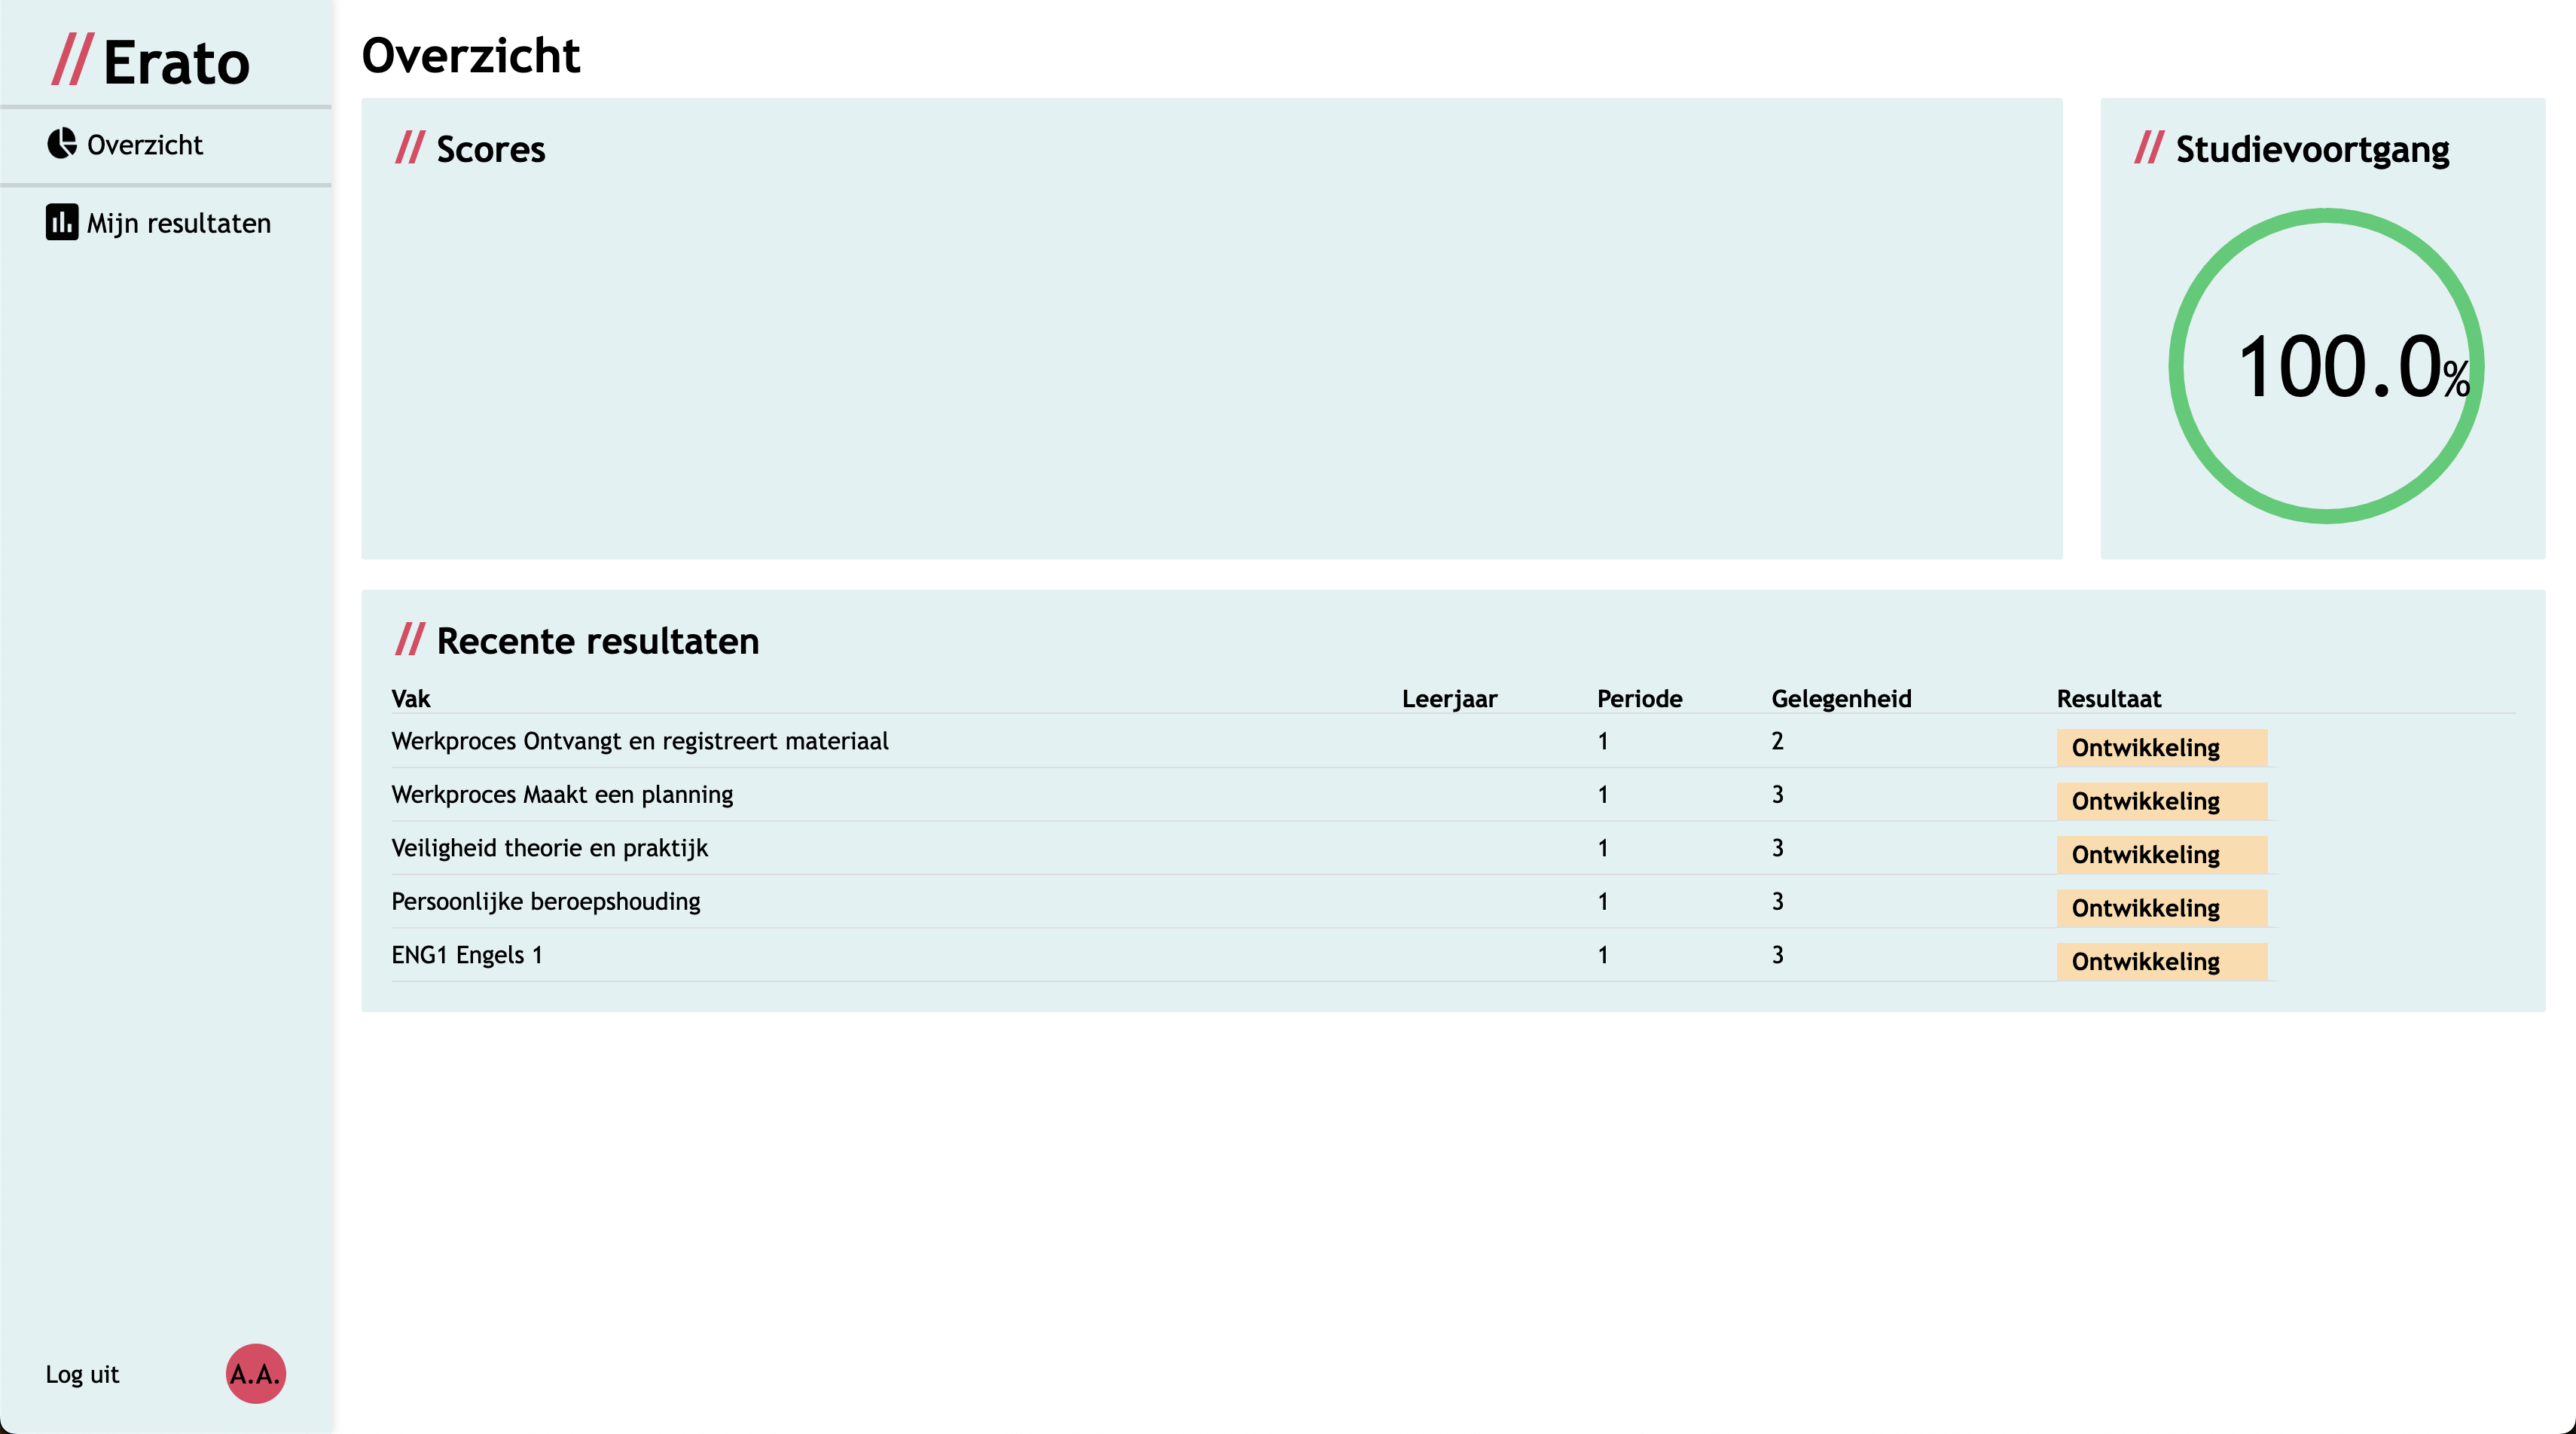 // Erato
Overzicht
Mijn resultaten
Log uit
A.A.
Overzicht
// Scores
// Studievoortgang
100.0%
// Recente resultaten
Vak Leerjaar Periode Gelegenheid Resultaat
Werkproces Ontvangt en registreert materiaal 1 2 Ontwikkeling
Werkproces Maakt een planning 1 3 Ontwikkeling
Veiligheid theorie en praktijk 1 3 Ontwikkeling
Persoonlijke beroepshouding 1 3 Ontwikkeling
ENG1 Engels 1 1 3 Ontwikkeling